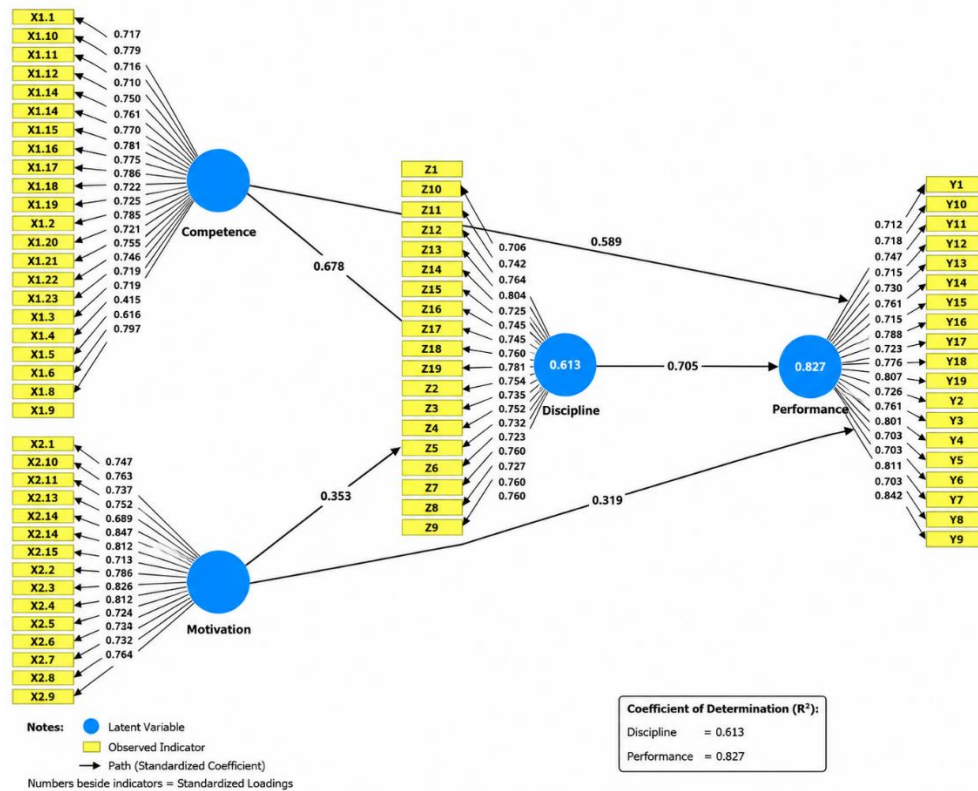 X1.1
X1.10
X1.11
X1.12
X1.14
X1.14
X1.15
X1.16
X1.17
X1.18
X1.19
X1.2
X1.20
X1.21
X1.22
X1.23
X1.3
X1.4
X1.5
X1.6
X1.8
X1.9
0.717
0.779
0.716
0.710
0.750
0.761
0.770
0.781
0.775
0.786
0.722
0.725
0.785
0.721
0.755
0.746
0.719
0.719
0.415
0.616
0.797
Competence
0.678
0.589
X2.1
X2.10
X2.11
X2.13
X2.14
X2.14
X2.15
X2.2
X2.3
X2.4
X2.5
X2.6
X2.7
X2.8
X2.9
0.747
0.763
0.737
0.752
0.689
0.847
0.812
0.713
0.786
0.826
0.812
0.724
0.734
0.732
0.764
Motivation
0.353
0.319
Z1
Z10
Z11
Z12
Z13
Z14
Z15
Z16
Z17
Z18
Z19
Z2
Z3
Z4
Z5
Z6
Z7
Z8
Z9
0.706
0.742
0.764
0.804
0.725
0.745
0.745
0.760
0.781
0.754
0.735
0.752
0.732
0.723
0.760
0.727
0.760
0.760
0.613
Discipline
0.705
0.827
Performance
0.712
0.718
0.747
0.715
0.730
0.761
0.715
0.788
0.723
0.776
0.807
0.726
0.761
0.801
0.703
0.703
0.811
0.703
0.842
Y1
Y10
Y11
Y12
Y13
Y14
Y15
Y16
Y17
Y18
Y19
Y2
Y3
Y4
Y5
Y6
Y7
Y8
Y9
Notes: Latent Variable
Observed Indicator
Path (Standardized Coefficient)
Numbers beside indicators = Standardized Loadings
Coefficient of Determination (R²):
Discipline = 0.613
Performance = 0.827